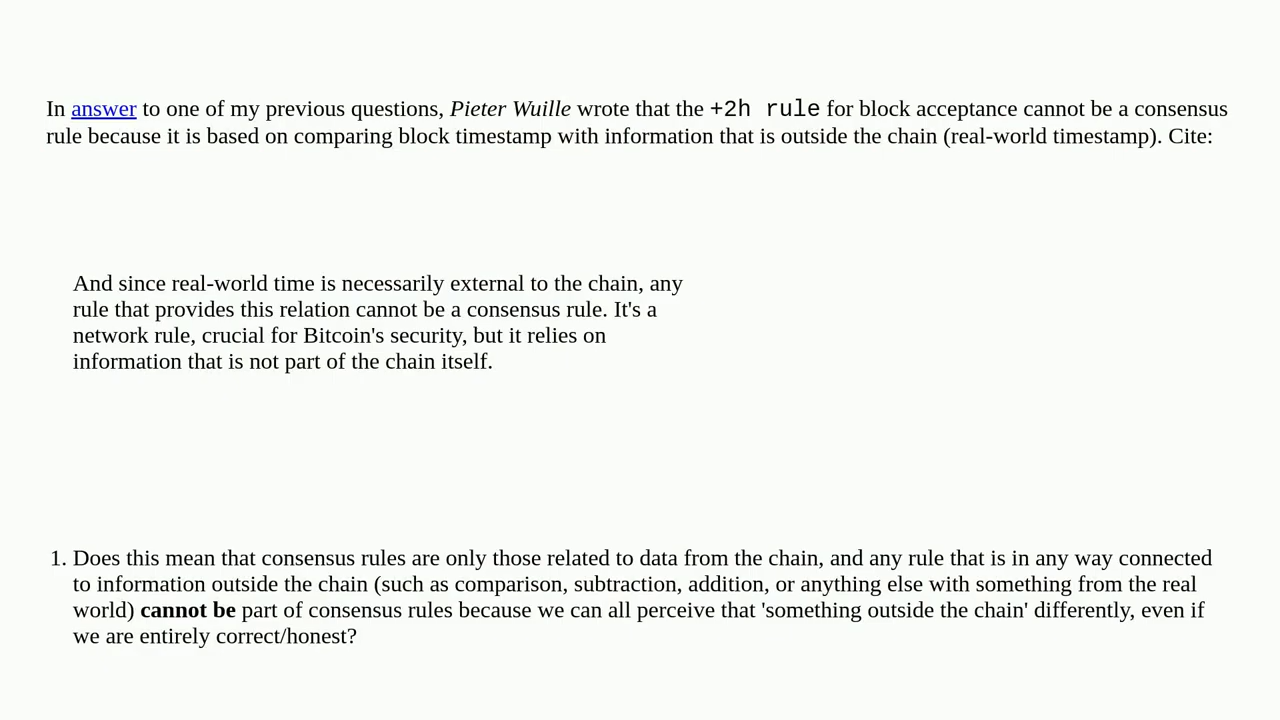 In answer to one of my previous questions, Pieter Wuille wrote that the +2h rule for block acceptance cannot be a consensus
rule because it is based on comparing block timestamp with information that is outside the chain (real-world timestamp). Cite:
And since real-world time is necessarily external to the chain, any
rule that provides this relation cannot be a consensus rule. It's a
network rule, crucial for Bitcoin's security, but it relies on
information that is not part of the chain itself.
1. Does this mean that consensus rules are only those related to data from the chain, and any rule that is in any way connected
to information outside the chain (such as comparison, subtraction, addition, or anything else with something from the real
world) cannot be part of consensus rules because we can all perceive that 'something outside the chain' differently, even if
we are entirely correct/honest?